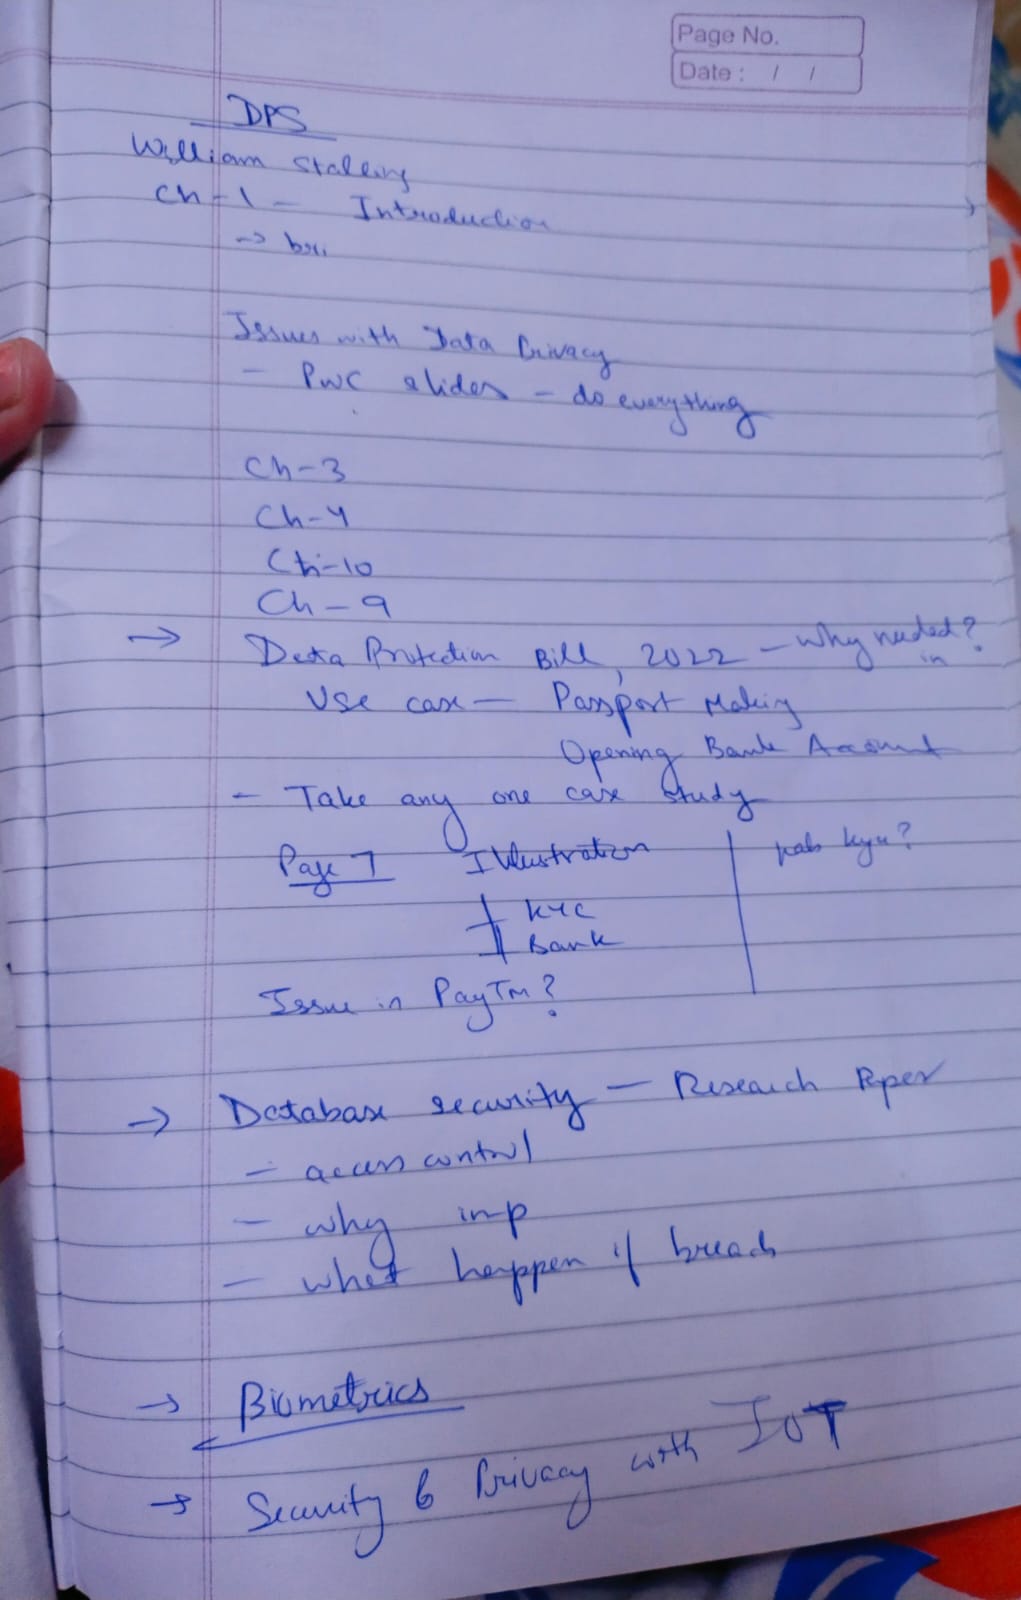 Page No.
Date : / /
DPS
William Stalling
Ch-1 - Introduction
→ bri
Issues with Data Privacy
- PWC slides - do everything
Ch-3
Ch-4
Ch-10
Ch-9
→ Data Protection Bill, 2022 - why needed?
in
Use case - Passport Making
Opening Bank Account
- Take any one case study
Page 7 Illustration kyu?
KYC
Bank
Issue in PayTM?
→ Database security - Research Paper
- access control
- why imp
- what happen if breach
→ Biometrics
→ Security & Privacy with IOT